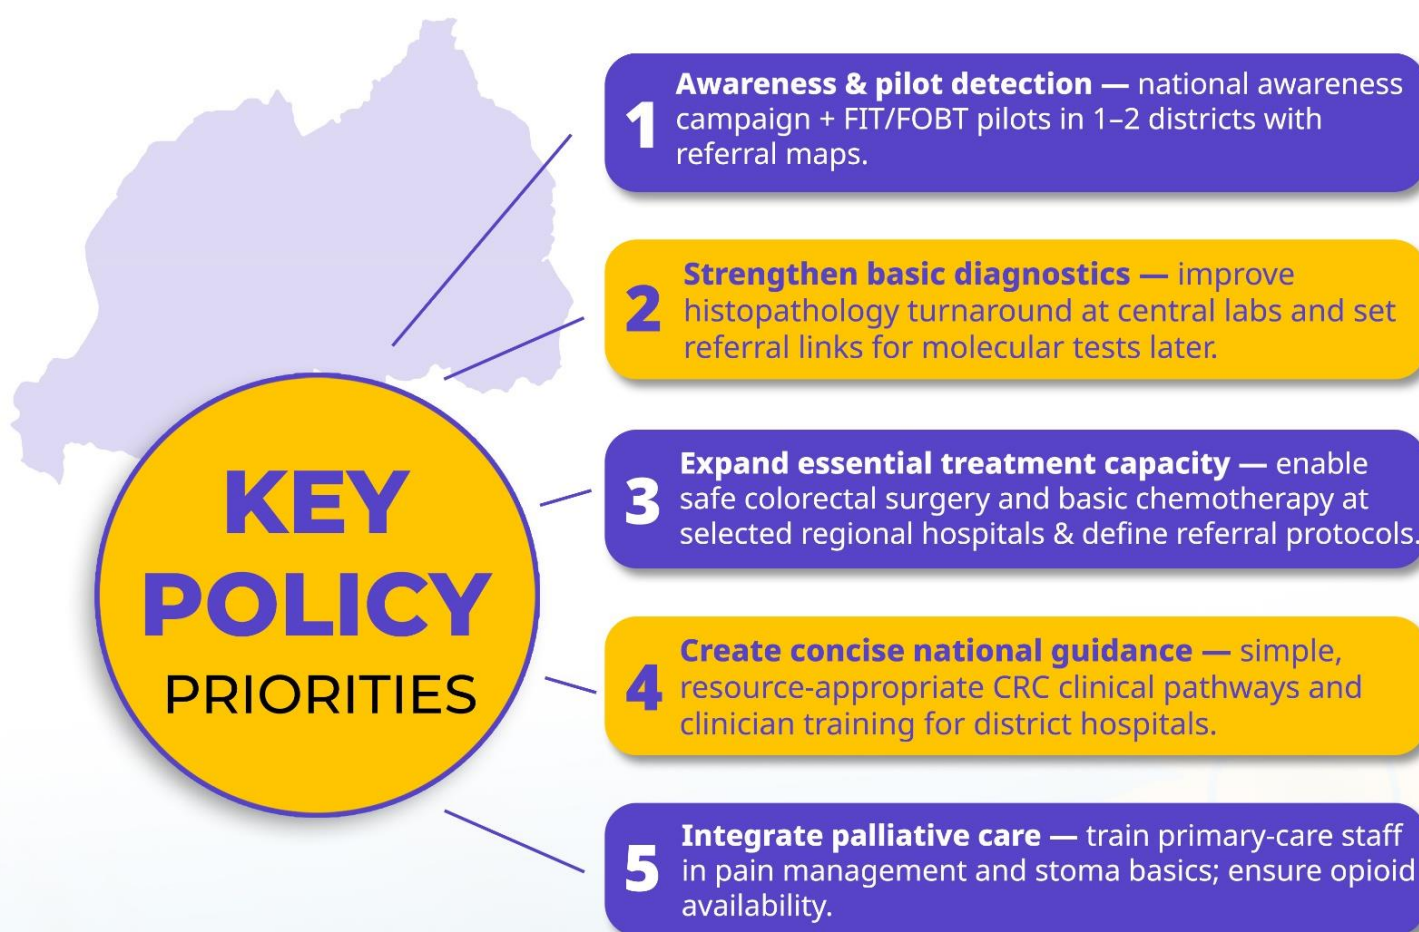 KEY
POLICY
PRIORITIES
1
Awareness & pilot detection — national awareness
campaign + FIT/FOBT pilots in 1–2 districts with
referral maps.
2
Strengthen basic diagnostics — improve
histopathology turnaround at central labs and set
referral links for molecular tests later.
3
Expand essential treatment capacity — enable
safe colorectal surgery and basic chemotherapy at
selected regional hospitals & define referral protocols.
4
Create concise national guidance — simple,
resource-appropriate CRC clinical pathways and
clinician training for district hospitals.
5
Integrate palliative care — train primary-care staff
in pain management and stoma basics; ensure opioid
availability.